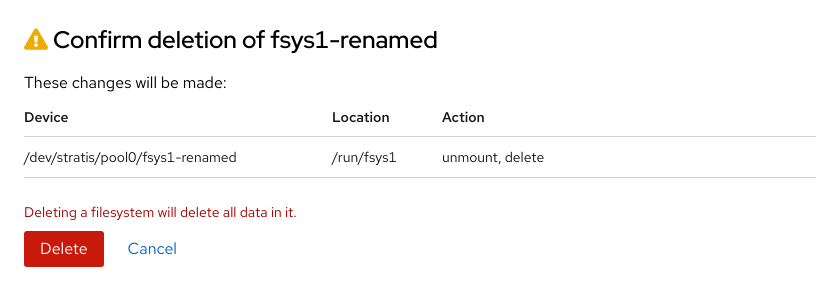 Confirm deletion of fsys1-renamed
These changes will be made:
Device Location Action
/dev/stratis/pool0/fsys1-renamed /run/fsys1 unmount, delete
Deleting a filesystem will delete all data in it.
Delete Cancel